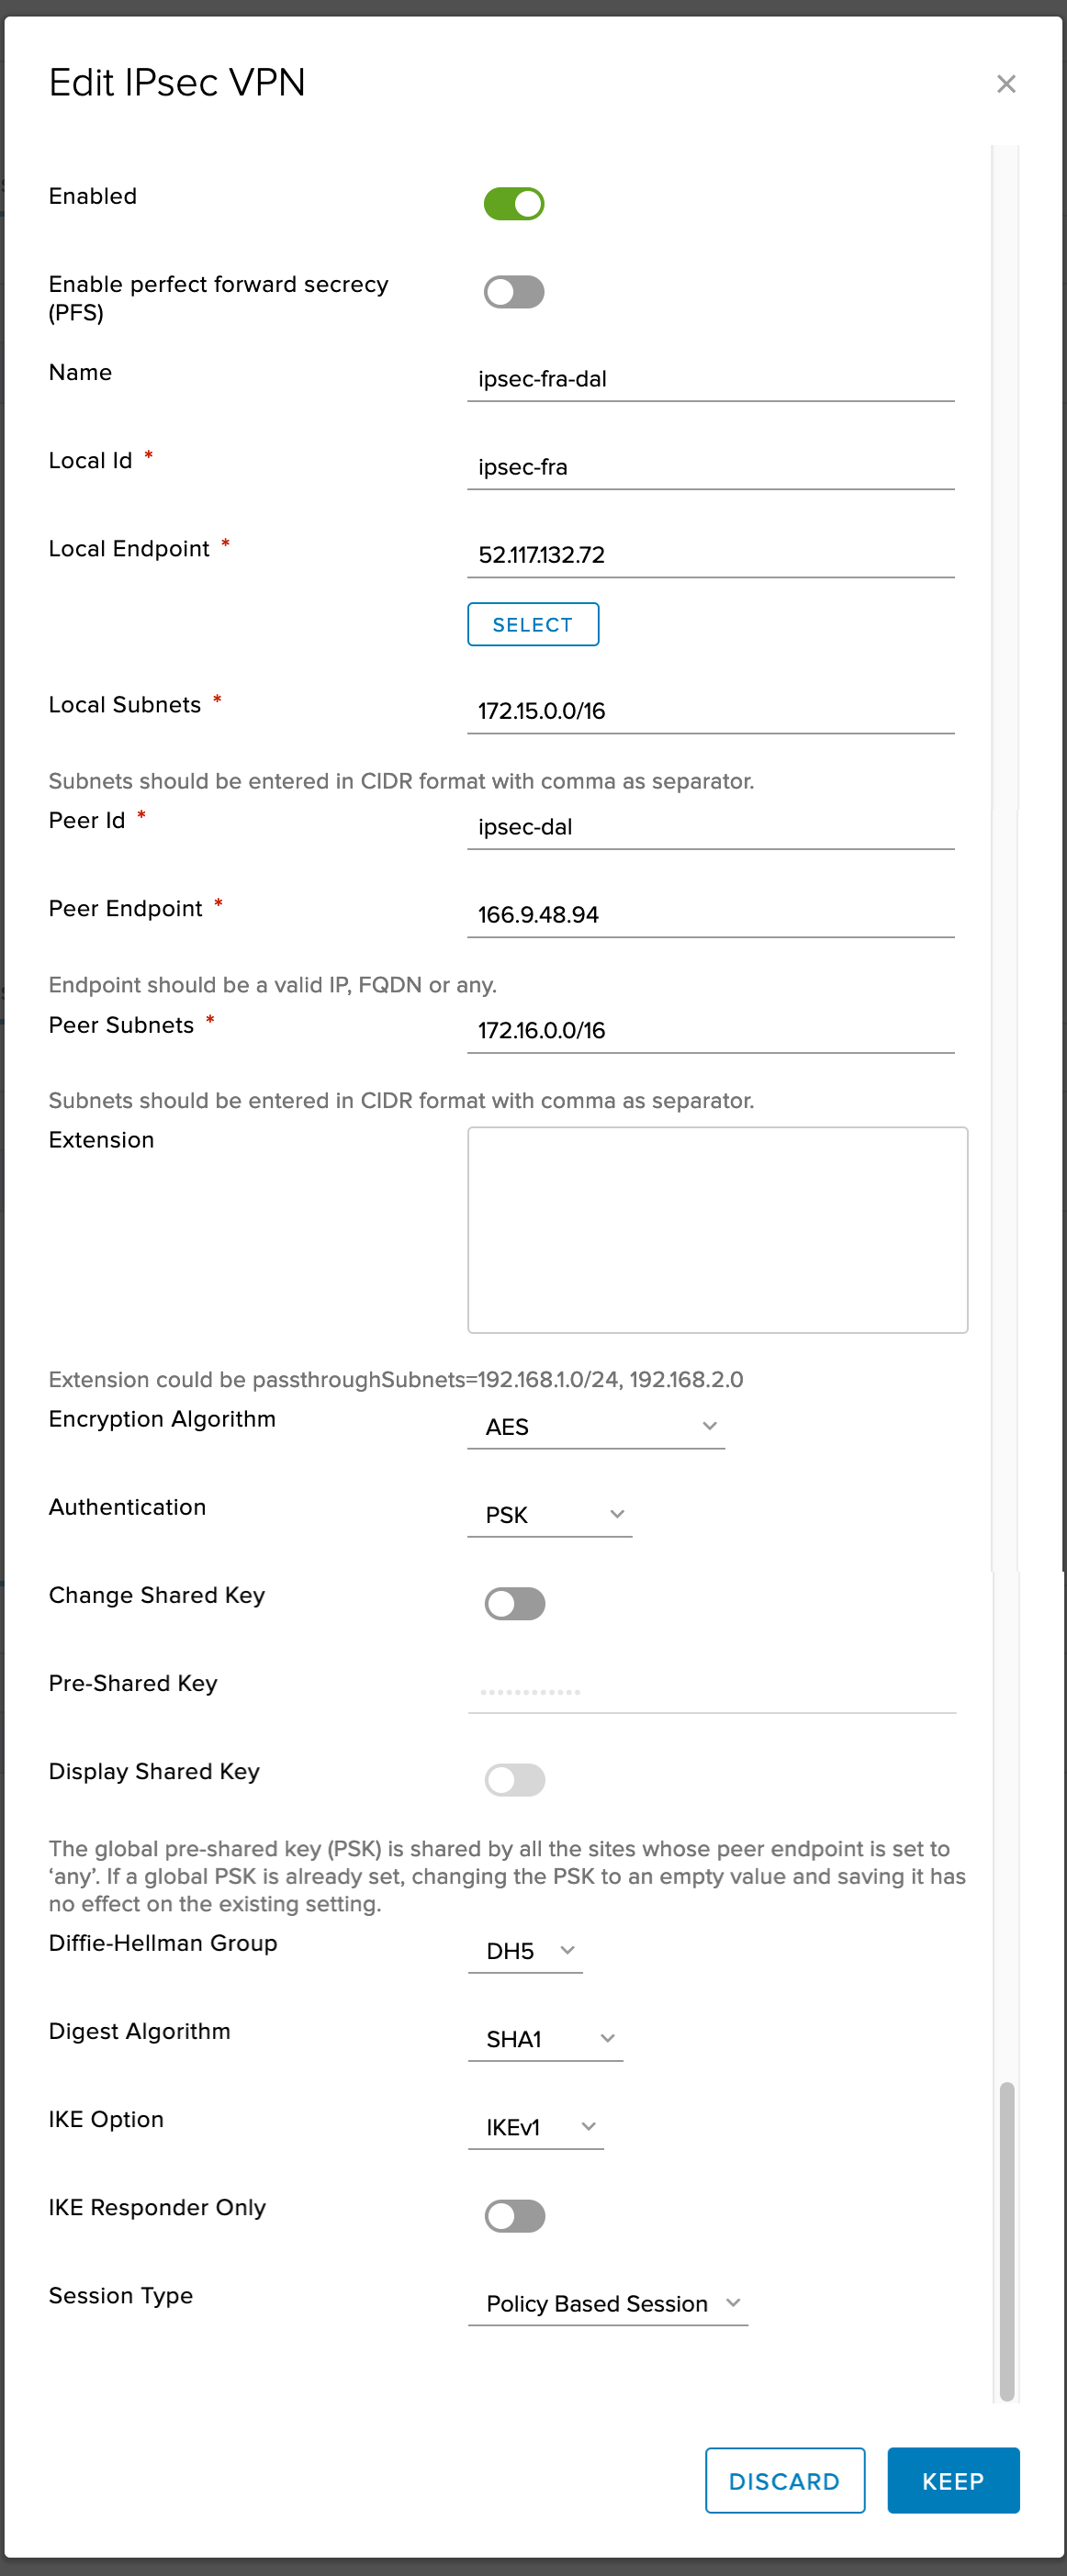 Edit IPsec VPN
Enabled
Enable perfect forward secrecy
(PFS)
Name
ipsec-fra-dal
Local Id *
ipsec-fra
Local Endpoint *
52.117.132.72
SELECT
Local Subnets *
172.15.0.0/16
Subnets should be entered in CIDR format with comma as separator.
Peer Id *
ipsec-dal
Peer Endpoint *
166.9.48.94
Endpoint should be a valid IP, FQDN or any.
Peer Subnets *
172.16.0.0/16
Subnets should be entered in CIDR format with comma as separator.
Extension
Extension could be passthroughSubnets=192.168.1.0/24, 192.168.2.0
Encryption Algorithm
AES
Authentication
PSK
Change Shared Key
Pre-Shared Key
Display Shared Key
The global pre-shared key (PSK) is shared by all the sites whose peer endpoint is set to
‘any’. If a global PSK is already set, changing the PSK to an empty value and saving it has
no effect on the existing setting.
Diffie-Hellman Group
DH5
Digest Algorithm
SHA1
IKE Option
IKEv1
IKE Responder Only
Session Type
Policy Based Session
DISCARD
KEEP